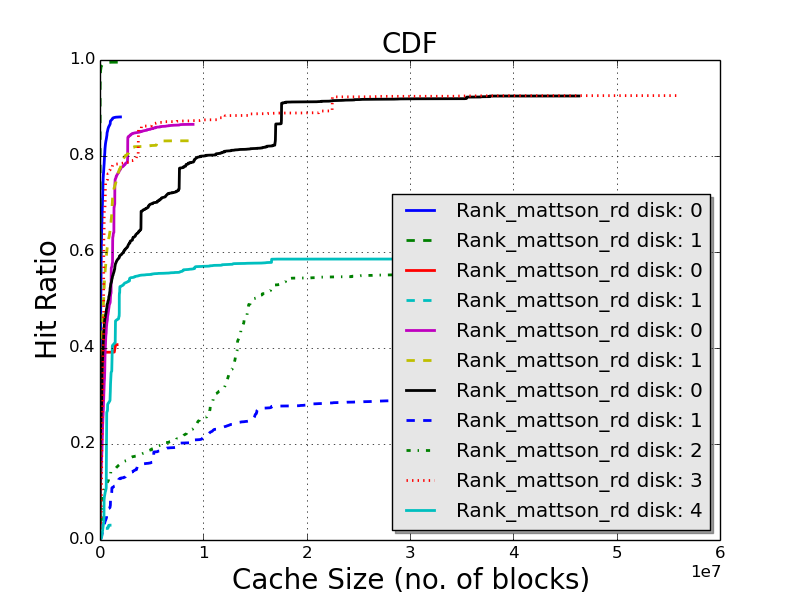 CDF
1.0
0.8
0.6
0.4
0.2
0.0
Hit Ratio
Rank_mattson_rd disk: 0
Rank_mattson_rd disk: 1
Rank_mattson_rd disk: 0
Rank_mattson_rd disk: 1
Rank_mattson_rd disk: 0
Rank_mattson_rd disk: 1
Rank_mattson_rd disk: 0
Rank_mattson_rd disk: 1
Rank_mattson_rd disk: 2
Rank_mattson_rd disk: 3
Rank_mattson_rd disk: 4
0 1 2 3 4 5 6
1e7
Cache Size (no. of blocks)